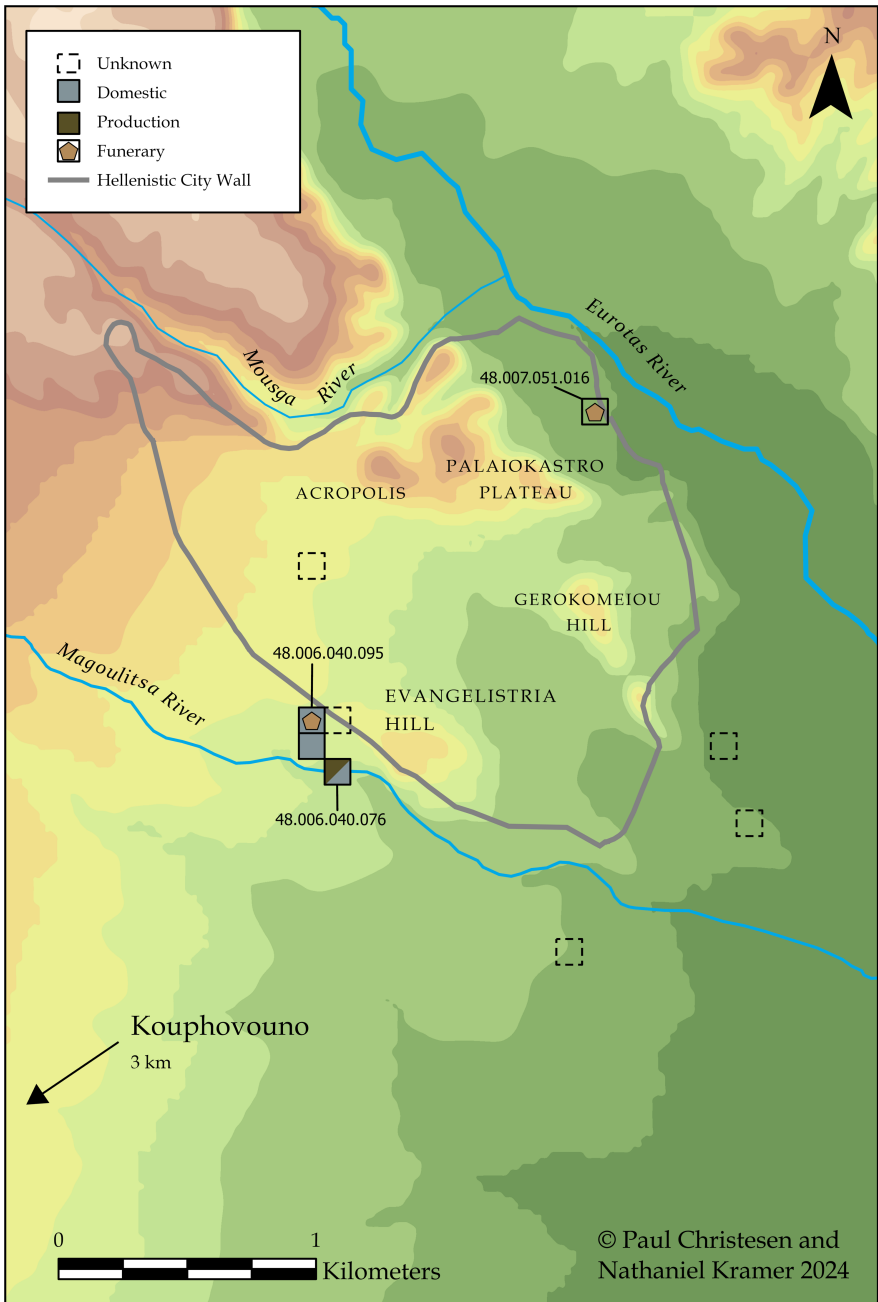 Unknown
Domestic
Production
Funerary
Hellenistic City Wall
N
Eurotas River
Mousga River
48.007.051.016
PALAIOKASTRO
PLATEAU
ACROPOLIS
GEROKOMEIOU
HILL
48.006.040.095
Magoulitsa River
EVANGELISTRIA
HILL
48.006.040.076
Kouphovouno
3 km
0 1
Kilometers
© Paul Christesen and
Nathaniel Kramer 2024